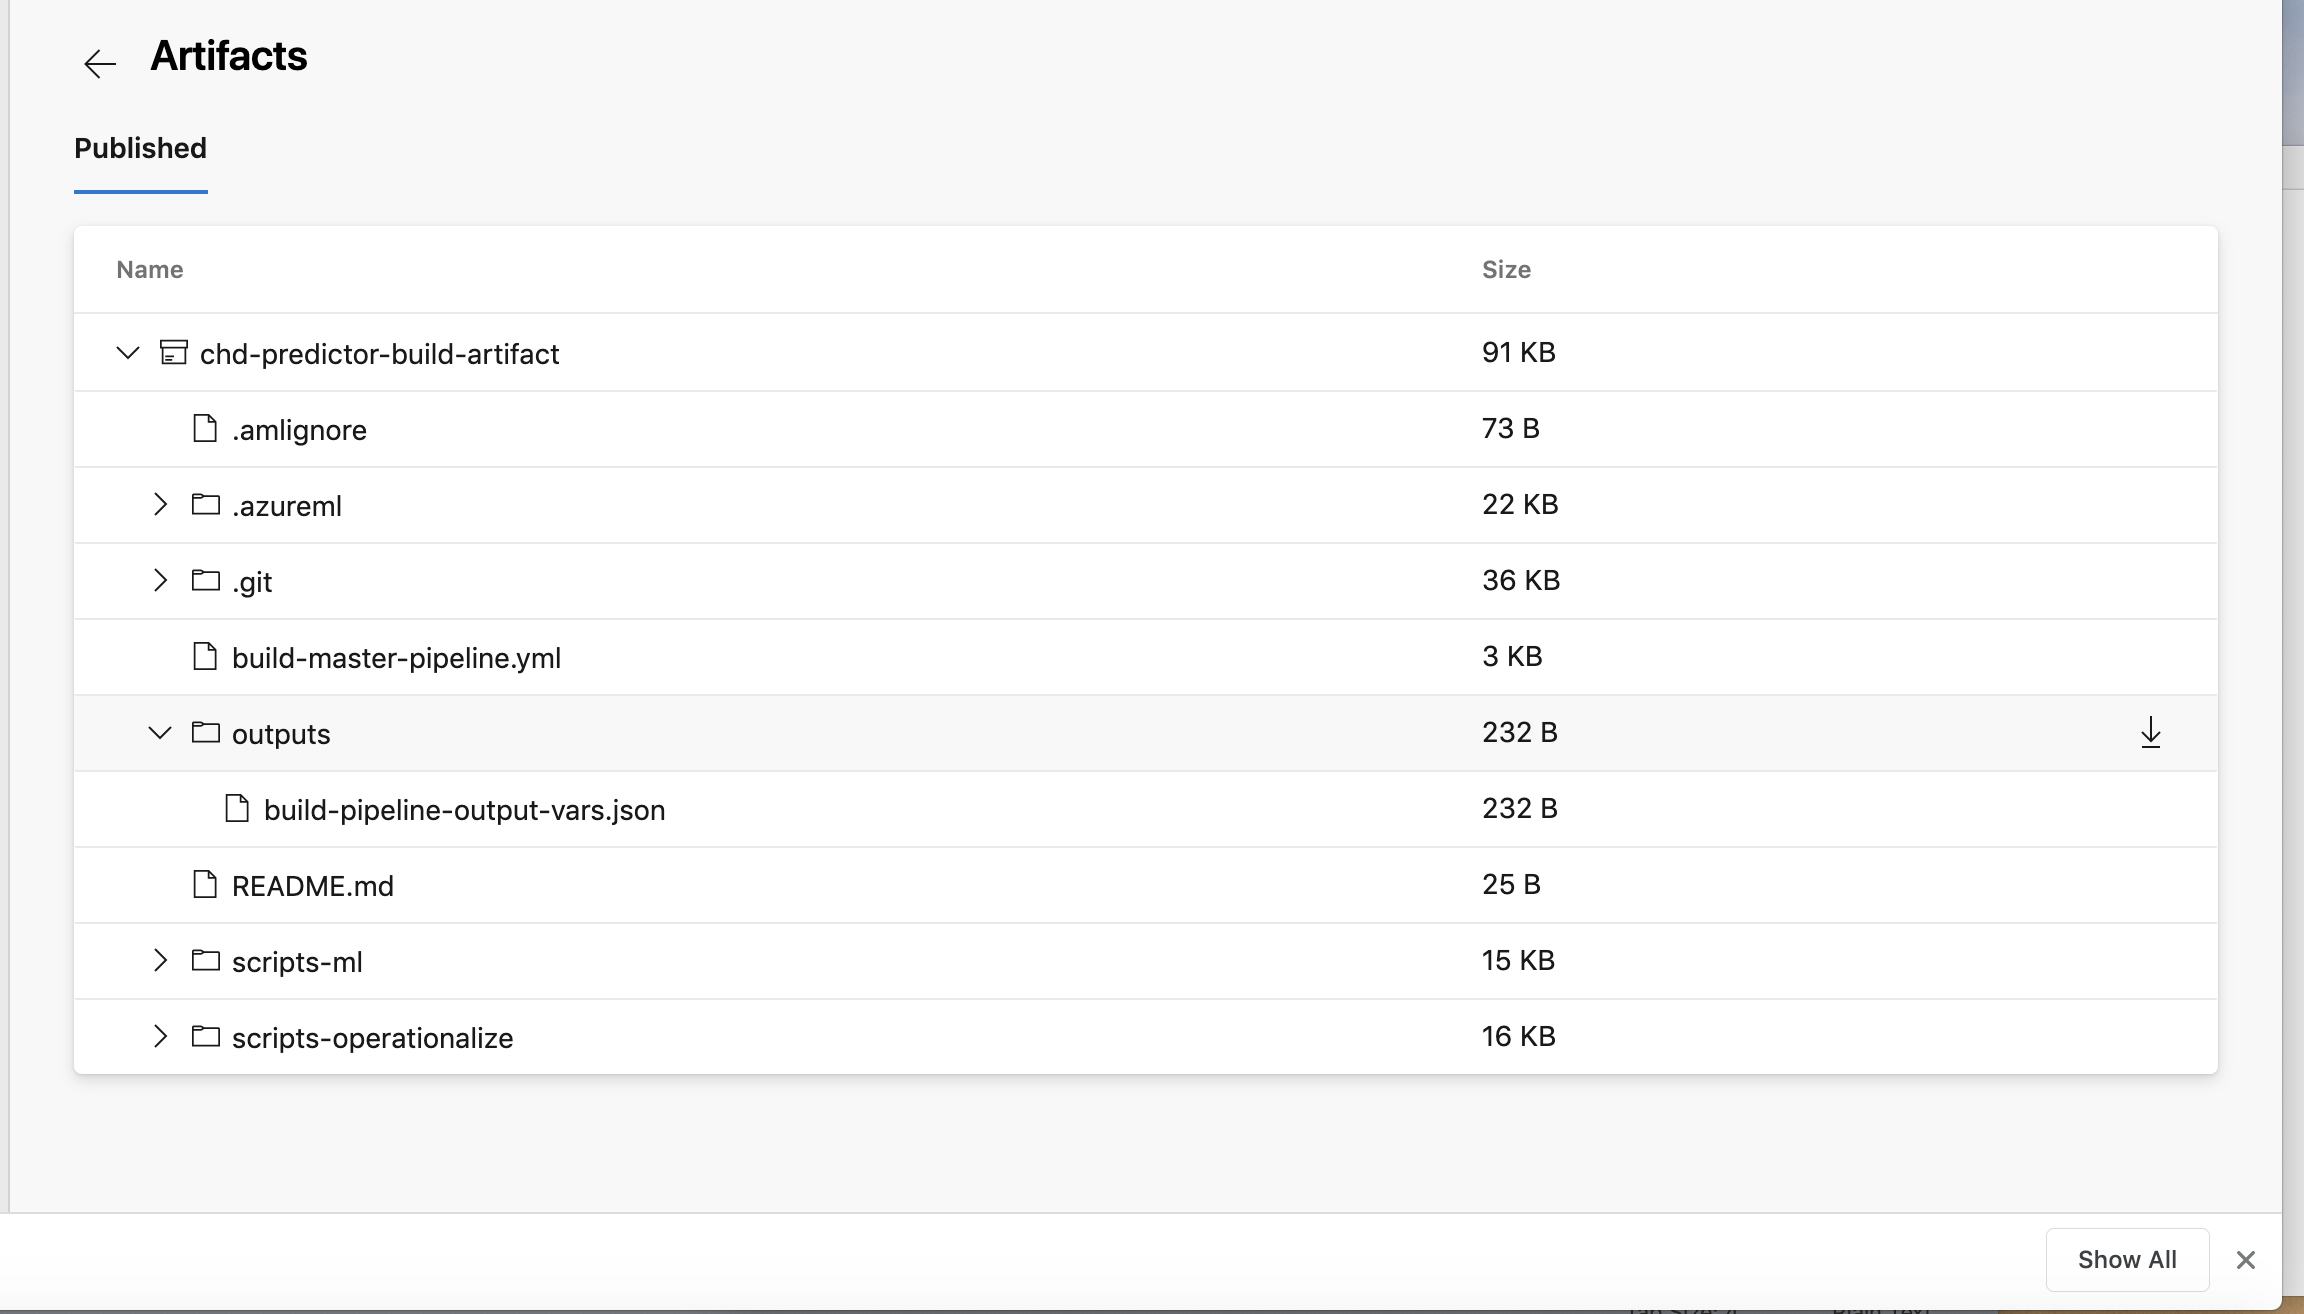 Artifacts
Published
Name Size
chd-predictor-build-artifact 91 KB
.amlignore 73 B
.azureml 22 KB
.git 36 KB
build-master-pipeline.yml 3 KB
outputs 232 B
build-pipeline-output-vars.json 232 B
README.md 25 B
scripts-ml 15 KB
scripts-operationalize 16 KB
Show All